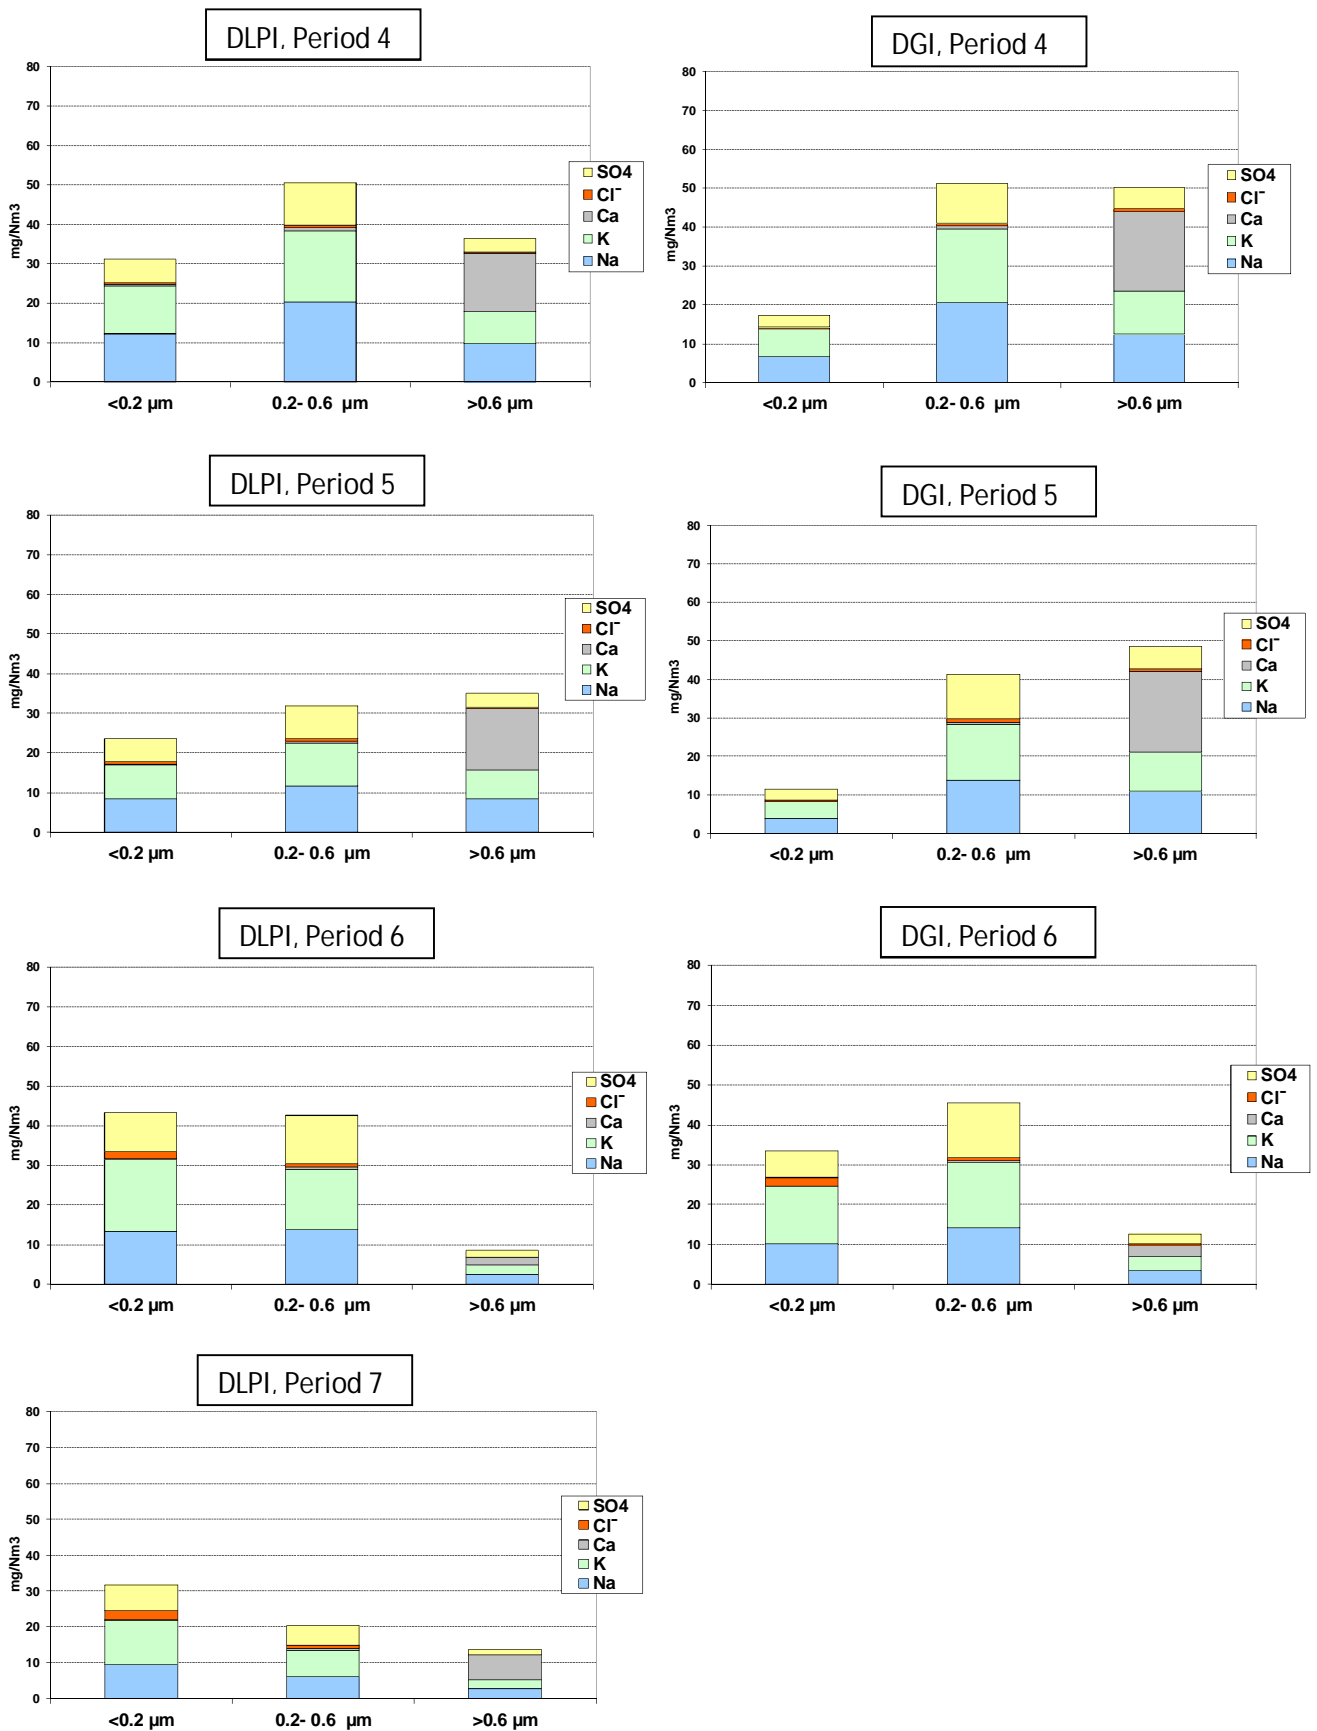 DLPI, Period 4
80
70
60
50
40
30
20
10
0
mg/Nm3
<0.2 µm
0.2- 0.6 µm
>0.6 µm
SO4
Cl⁻
Ca
K
Na
DGI, Period 4
80
70
60
50
40
30
20
10
0
mg/Nm3
<0.2 µm
0.2- 0.6 µm
>0.6 µm
SO4
Cl⁻
Ca
K
Na
DLPI, Period 5
80
70
60
50
40
30
20
10
0
mg/Nm3
<0.2 µm
0.2- 0.6 µm
>0.6 µm
SO4
Cl⁻
Ca
K
Na
DGI, Period 5
80
70
60
50
40
30
20
10
0
mg/Nm3
<0.2 µm
0.2- 0.6 µm
>0.6 µm
SO4
Cl⁻
Ca
K
Na
DLPI, Period 6
80
70
60
50
40
30
20
10
0
mg/Nm3
<0.2 µm
0.2- 0.6 µm
>0.6 µm
SO4
Cl⁻
Ca
K
Na
DGI, Period 6
80
70
60
50
40
30
20
10
0
mg/Nm3
<0.2 µm
0.2- 0.6 µm
>0.6 µm
SO4
Cl⁻
Ca
K
Na
DLPI, Period 7
80
70
60
50
40
30
20
10
0
mg/Nm3
<0.2 µm
0.2- 0.6 µm
>0.6 µm
SO4
Cl⁻
Ca
K
Na